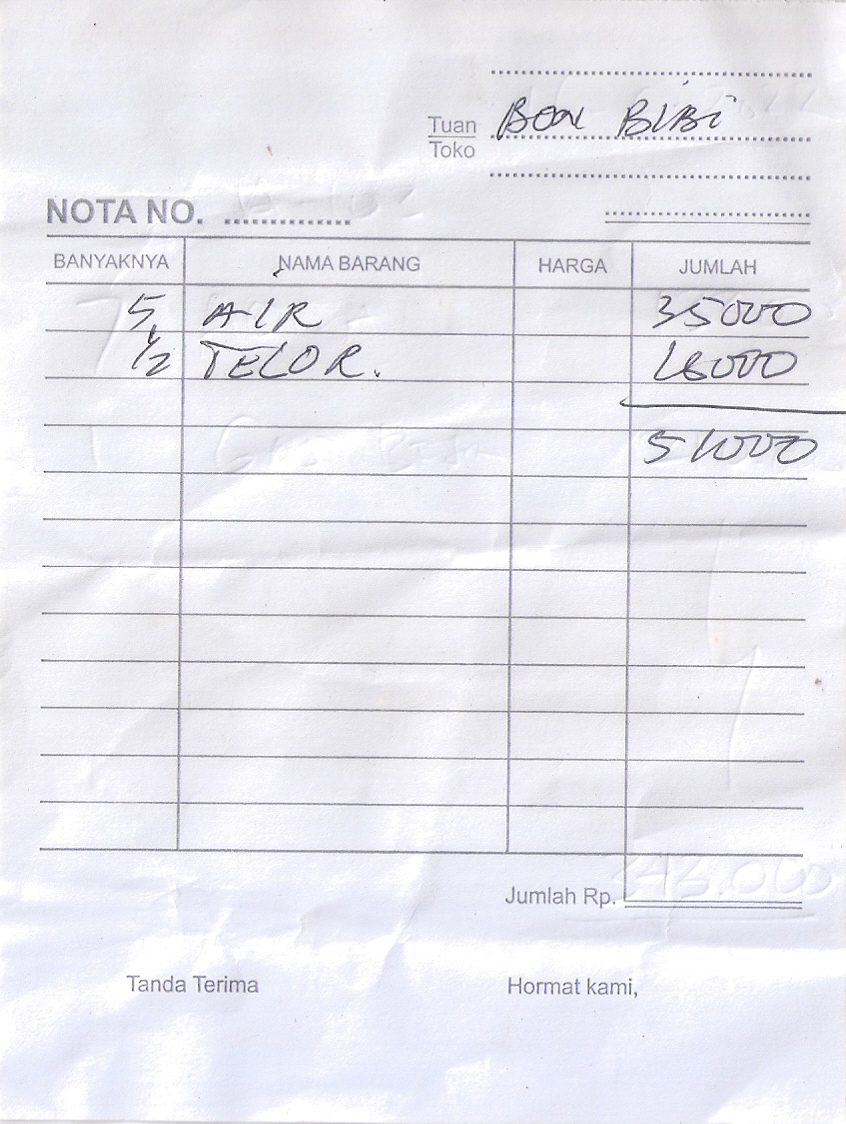 Tuan BON BIBI
Toko
NOTA NO. ....................
BANYAKNYA NAMA BARANG HARGA JUMLAH
5 AIR 35000
1/2 TELOR. 16000
51000
Jumlah Rp.
Tanda Terima Hormat kami,